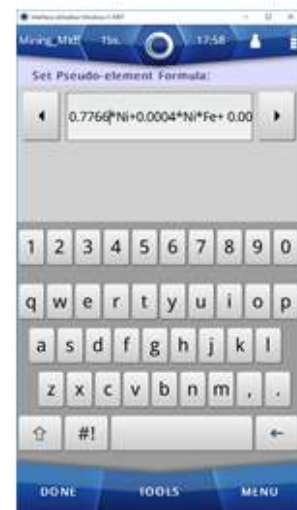 15s.
17:58
Set Pseudo-element Formula:
0.7766*Ni+0.0004*Ni*Fe+ 0.00
1 2 3 4 5 6 7 8 9 0
q w e r t y u i o p
a s d f g h j k l
z x c v b n m , .
#!
DONE TOOLS MENU